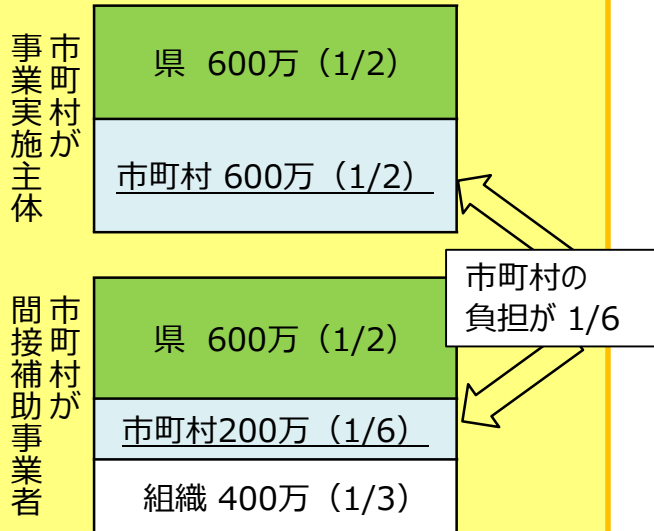 市町村が
事業実施主体
県 600万（1/2）
市町村 600万（1/2）
市町村の
負担が 1/6
市町村が
間接補助事業者
県 600万（1/2）
市町村200万（1/6）
組織 400万（1/3）